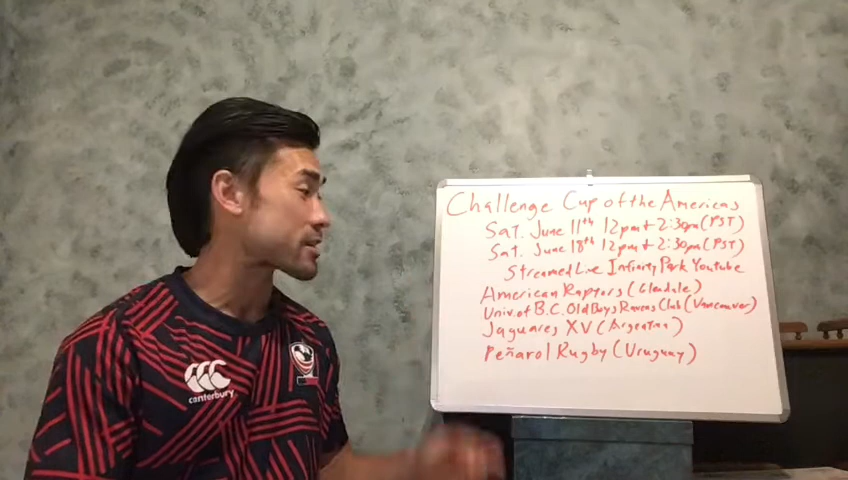 Challenge Cup of the Americas
Sat. June 11th 12pm + 2:30pm (PST)
Sat. June 18th 12pm + 2:30pm (PST)
Streamed Live Infinity Park Youtube
American Raptors (Glendale)
Univ. of B.C. Old Boys Ravens Club (Vancouver)
Jaguares XV (Argentina)
Peñarol Rugby (Uruguay)
canterbury